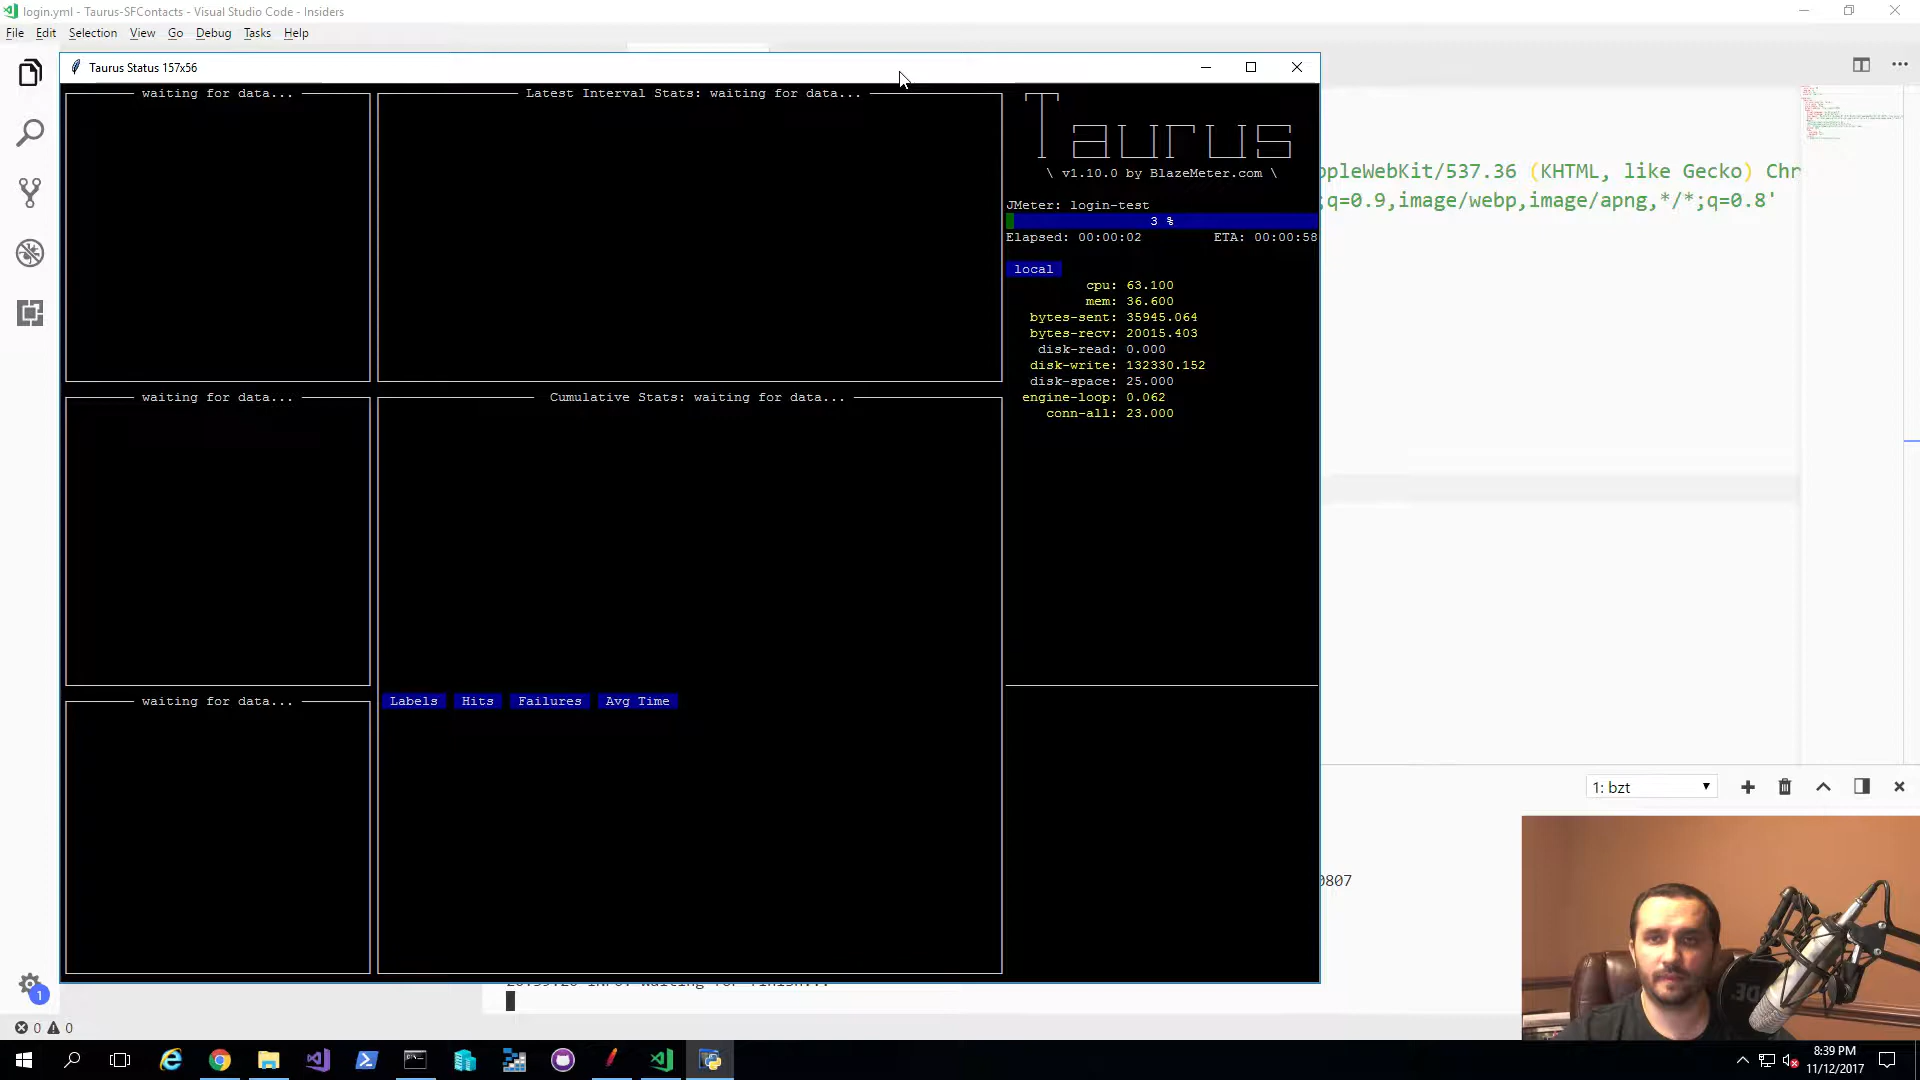 login.yml - Taurus-SFContacts - Visual Studio Code - Insiders
File Edit Selection View Go Debug Tasks Help
Taurus Status 157x56
waiting for data...
Latest Interval Stats: waiting for data...
Taurus
\ v1.10.0 by BlazeMeter.com \
ppleWebKit/537.36 (KHTML, like Gecko) Chr
;q=0.9,image/webp,image/apng,*/*;q=0.8'
JMeter: login-test
3 %
Elapsed: 00:00:02 ETA: 00:00:58
local
cpu: 63.100
mem: 36.600
bytes-sent: 35945.064
bytes-recv: 20015.403
disk-read: 0.000
disk-write: 132330.152
disk-space: 25.000
engine-loop: 0.062
conn-all: 23.000
waiting for data...
Cumulative Stats: waiting for data...
waiting for data...
Labels Hits Failures Avg Time
1: bzt
0807
1
0 0
8:39 PM
11/12/2017